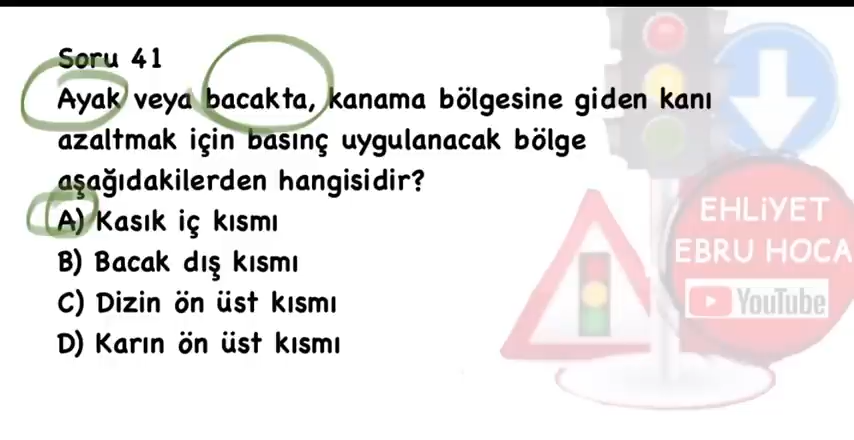 Soru 41
Ayak veya bacakta, kanama bölgesine giden kanı
azaltmak için basınç uygulanacak bölge
aşağıdakilerden hangisidir?
A) Kasık iç kısmı
B) Bacak dış kısmı
C) Dizin ön üst kısmı
D) Karın ön üst kısmı
EHLİYET
EBRU HOCA
YouTube